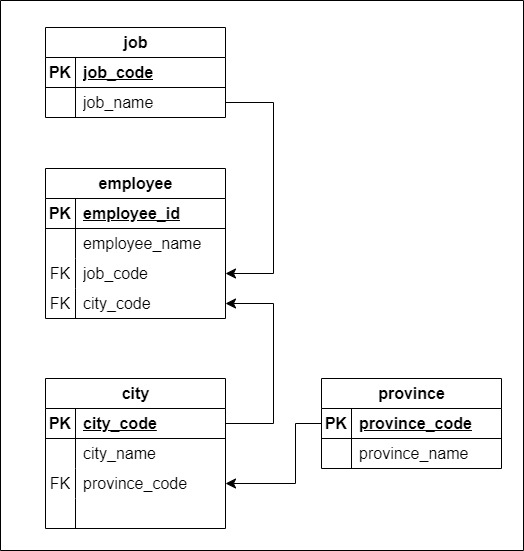 job
PK job_code
job_name
employee
PK employee_id
employee_name
FK job_code
FK city_code
city
PK city_code
city_name
FK province_code
province
PK province_code
province_name